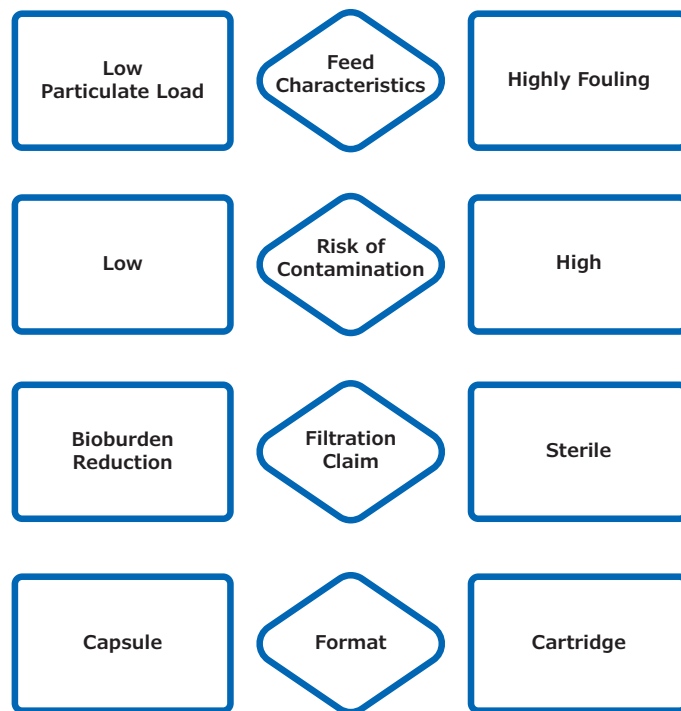 Low
Particulate Load
Feed
Characteristics
Highly Fouling
Low
Risk of
Contamination
High
Bioburden
Reduction
Filtration
Claim
Sterile
Capsule
Format
Cartridge